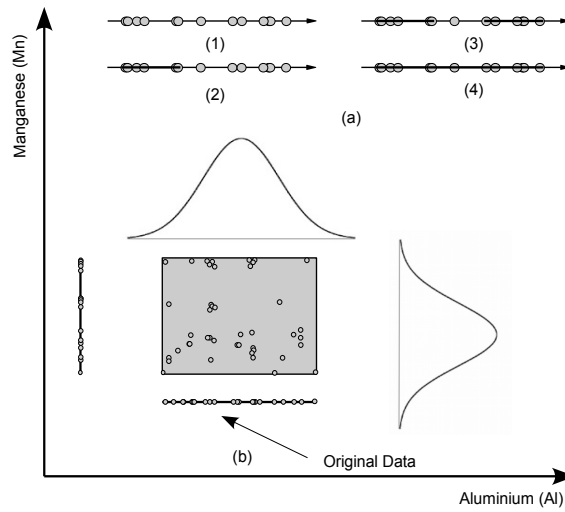 Manganese (Mn)
(1)
(3)
(2)
(4)
(a)
(b)
Original Data
Aluminium (Al)